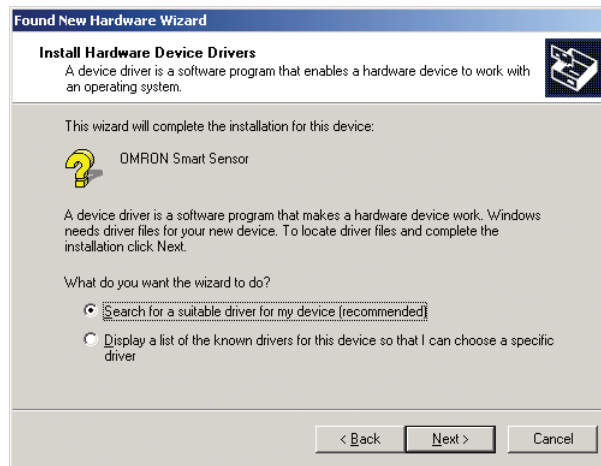 Found New Hardware Wizard
Install Hardware Device Drivers
A device driver is a software program that enables a hardware device to work with
an operating system.
This wizard will complete the installation for this device:
OMRON Smart Sensor
A device driver is a software program that makes a hardware device work. Windows
needs driver files for your new device. To locate driver files and complete the
installation click Next.
What do you want the wizard to do?
Search for a suitable driver for my device (recommended)
Display a list of the known drivers for this device so that I can choose a specific
driver
< Back Next > Cancel